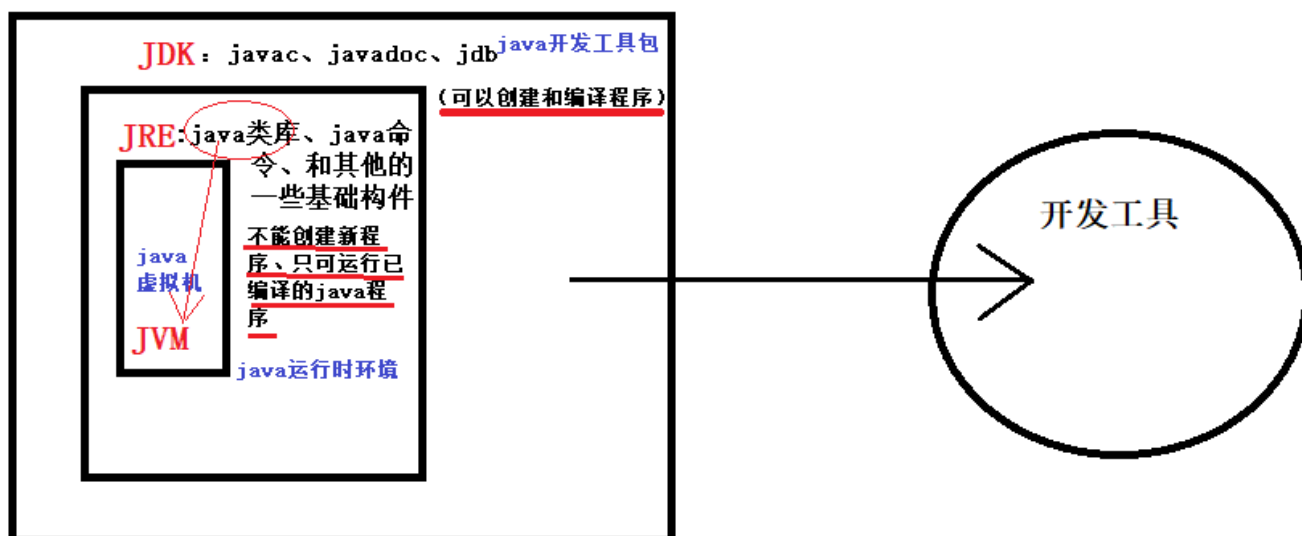 JDK：javac、javadoc、jdb java开发工具包
(可以创建和编译程序)
JRE:java类库、java命
令、和其他的
一些基础构件
不能创建新程
序、只可运行已
编译的java程
序
java
虚拟机
JVM
java运行时环境
开发工具